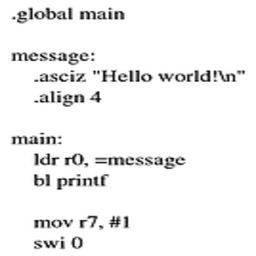 .global main
message:
.asciz "Hello world!\n"
.align 4
main:
ldr r0, =message
bl printf
mov r7, #1
swi 0